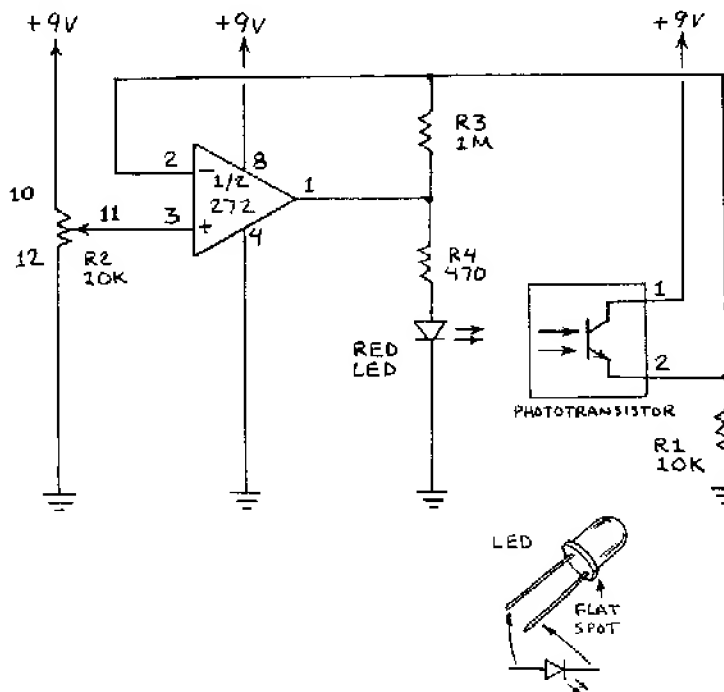 +9V
+9V
+9V
R3
1M
2
8
1
-
1/2
272
10
11
3
+
4
12
R2
10K
R4
470
1
RED
LED
2
PHOTOTRANSISTOR
R1
10K
LED
FLAT
SPOT